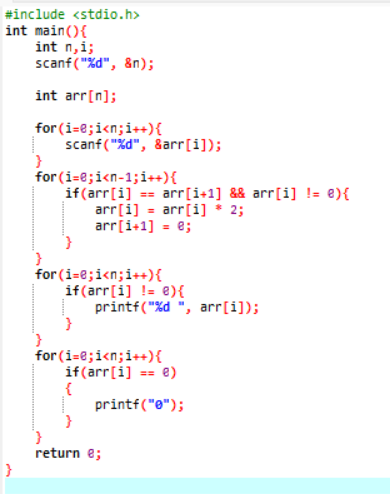 #include <stdio.h>
int main(){
    int n,i;
    scanf("%d", &n);

    int arr[n];

    for(i=0;i<n;i++){
        scanf("%d", &arr[i]);
    }
    for(i=0;i<n-1;i++){
        if(arr[i] == arr[i+1] && arr[i] != 0){
            arr[i] = arr[i] * 2;
            arr[i+1] = 0;
        }
    }
    for(i=0;i<n;i++){
        if(arr[i] != 0){
            printf("%d ", arr[i]);
        }
    }
    for(i=0;i<n;i++){
        if(arr[i] == 0)
        {
            printf("0");
        }
    }
    return 0;
}